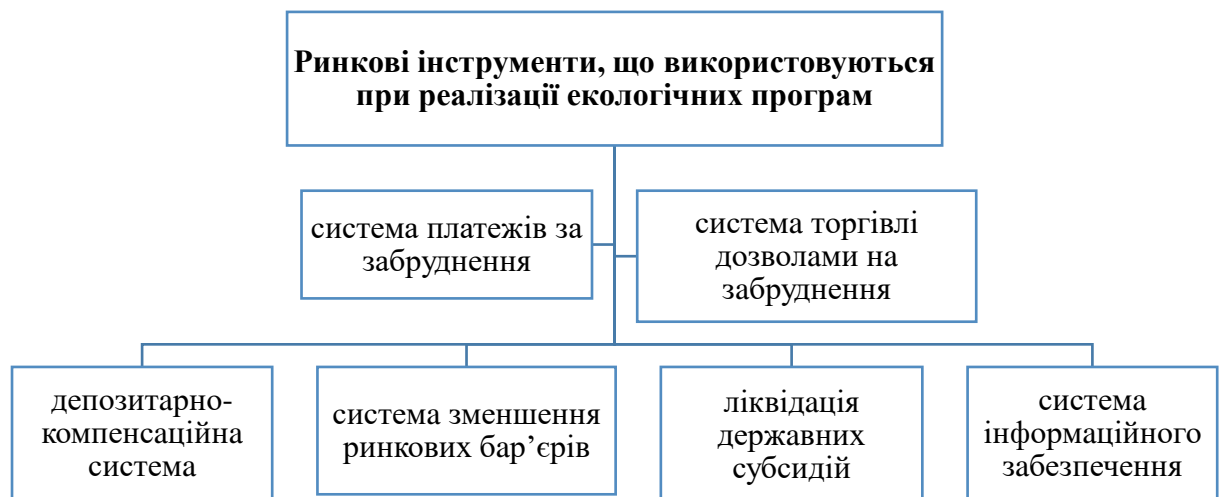 Ринкові інструменти, що використовуються
при реалізації екологічних програм
система платежів за
забруднення
система торгівлі
дозволами на
забруднення
депозитарно-
компенсаційна
система
система зменшення
ринкових бар’єрів
ліквідація
державних
субсидій
система
інформаційного
забезпечення